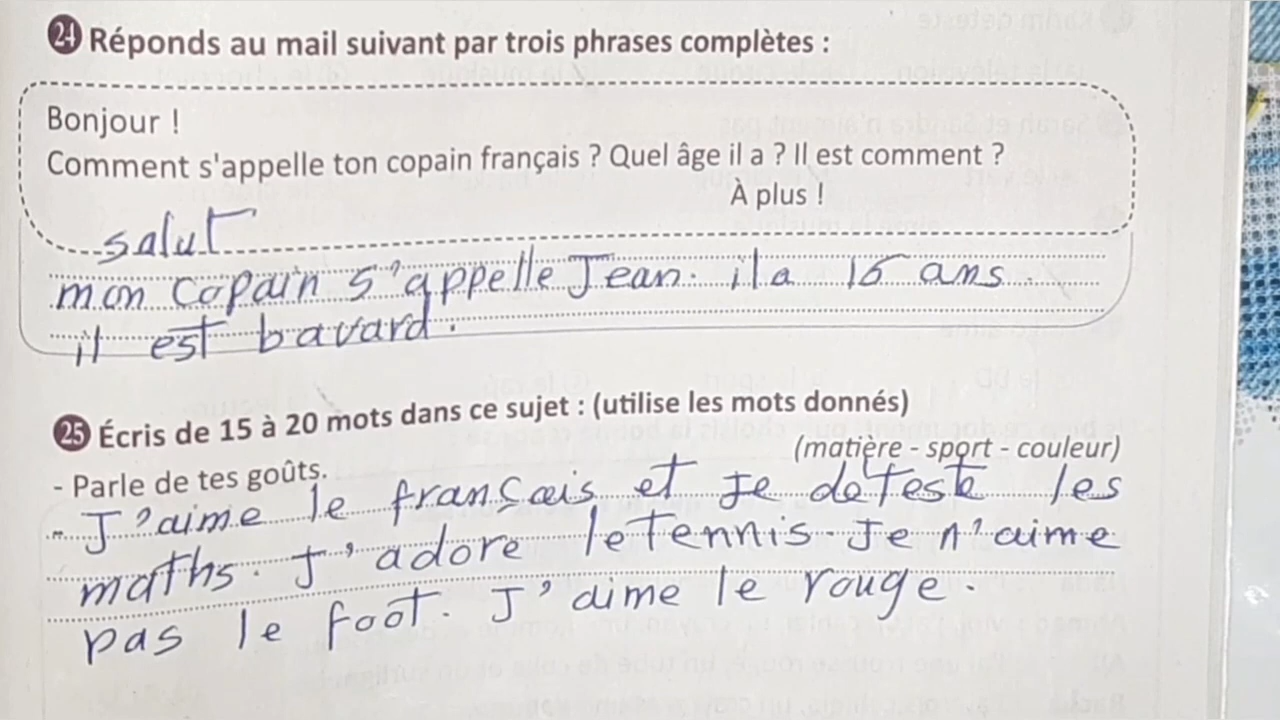 24 Réponds au mail suivant par trois phrases complètes :
Bonjour !
Comment s'appelle ton copain français ? Quel âge il a ? Il est comment ?
À plus !
salut
mon copain s'appelle Jean. il a 15 ans.
il est bavard.
25 Écris de 15 à 20 mots dans ce sujet : (utilise les mots donnés)
(matière - sport - couleur)
- Parle de tes goûts.
- J'aime le français et Je déteste les
maths. J'adore le Tennis. Je n'aime
pas le foot. J'aime le rouge.